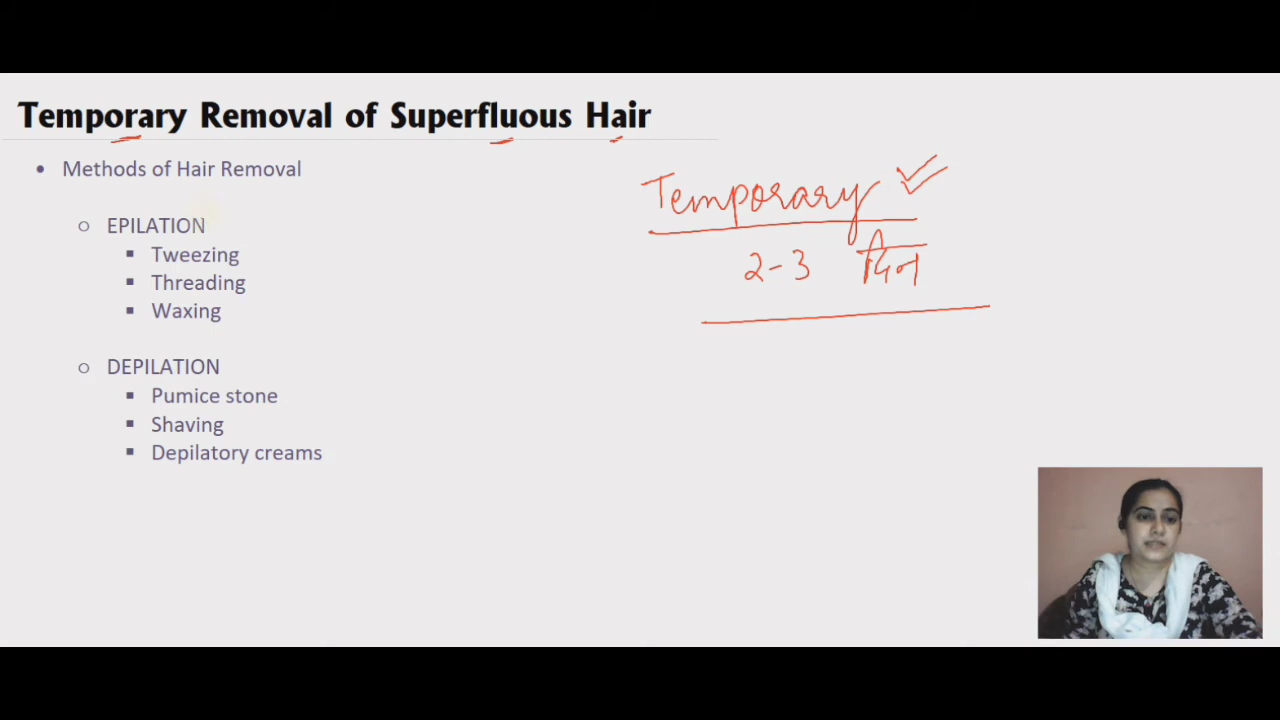 Temporary Removal of Superfluous Hair
Methods of Hair Removal
EPILATION
Tweezing
Threading
Waxing
DEPILATION
Pumice stone
Shaving
Depilatory creams
Temporary
2-3 दिन